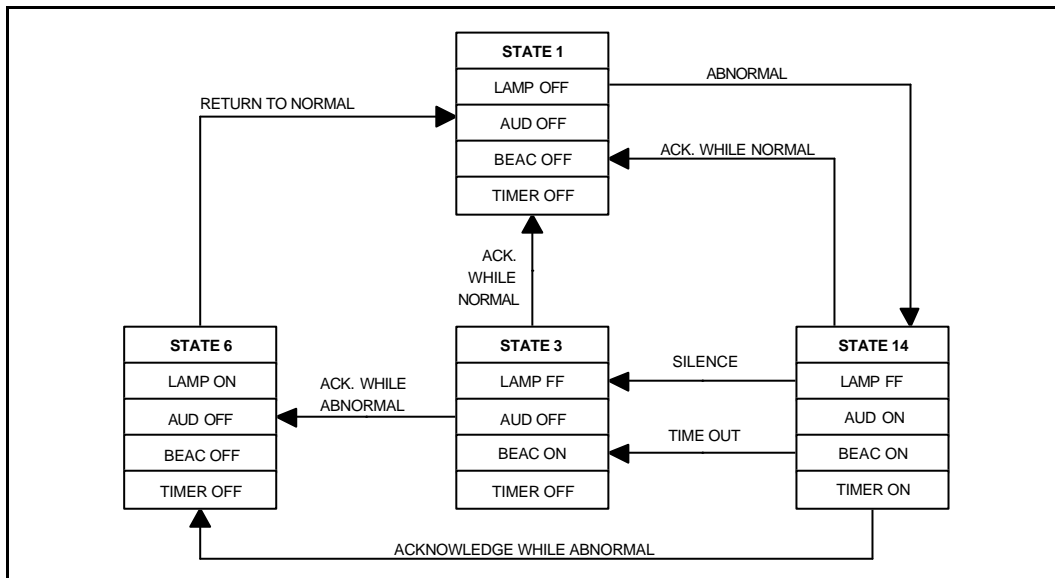 STATE 1
LAMP OFF
AUD OFF
BEAC OFF
TIMER OFF
ABNORMAL
RETURN TO NORMAL
ACK. WHILE NORMAL
ACK.
WHILE
NORMAL
STATE 6
LAMP ON
AUD OFF
BEAC OFF
TIMER OFF
ACK. WHILE
ABNORMAL
STATE 3
LAMP FF
AUD OFF
BEAC ON
TIMER OFF
SILENCE
TIME OUT
STATE 14
LAMP FF
AUD ON
BEAC ON
TIMER ON
ACKNOWLEDGE WHILE ABNORMAL